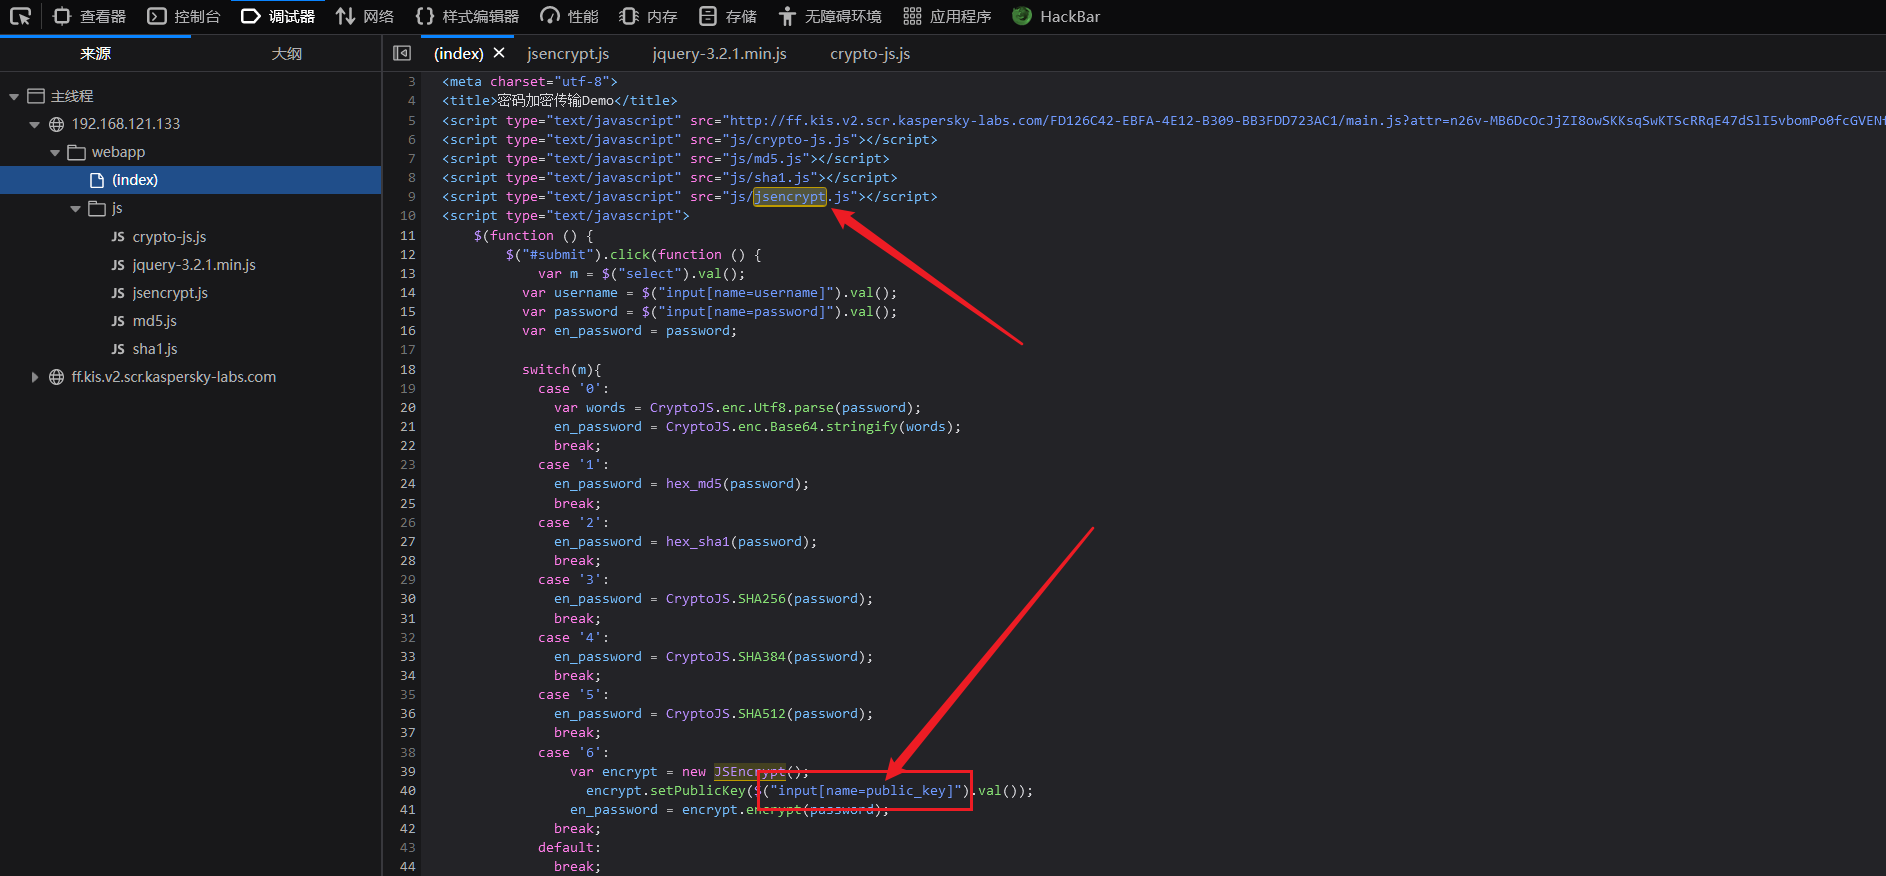 查看器 控制台 调试器 网络 样式编辑器 性能 内存 存储 无障碍环境 应用程序 HackBar
来源 大纲
(index) jsencrypt.js jquery-3.2.1.min.js crypto-js.js
主线程
192.168.121.133
webapp
(index)
js
JS crypto-js.js
JS jquery-3.2.1.min.js
JS jsencrypt.js
JS md5.js
JS sha1.js
ff.kis.v2.scr.kaspersky-labs.com
3 <meta charset="utf-8">
4 <title>密码加密传输Demo</title>
5 <script type="text/javascript" src="http://ff.kis.v2.scr.kaspersky-labs.com/FD126C42-EBFA-4E12-B309-BB3FDD723AC1/main.js?attr=n26v-MB6DcOcJjZI8owSKKsqSwKTScRRqE47dSlI5vbomPo0fcGVENf
6 <script type="text/javascript" src="js/crypto-js.js"></script>
7 <script type="text/javascript" src="js/md5.js"></script>
8 <script type="text/javascript" src="js/sha1.js"></script>
9 <script type="text/javascript" src="js/jsencrypt.js"></script>
10 <script type="text/javascript">
11 $(function () {
12 $("#submit").click(function () {
13 var m = $("select").val();
14 var username = $("input[name=username]").val();
15 var password = $("input[name=password]").val();
16 var en_password = password;
17
18 switch(m){
19 case '0':
20 var words = CryptoJS.enc.Utf8.parse(password);
21 en_password = CryptoJS.enc.Base64.stringify(words);
22 break;
23 case '1':
24 en_password = hex_md5(password);
25 break;
26 case '2':
27 en_password = hex_sha1(password);
28 break;
29 case '3':
30 en_password = CryptoJS.SHA256(password);
31 break;
32 case '4':
33 en_password = CryptoJS.SHA384(password);
34 break;
35 case '5':
36 en_password = CryptoJS.SHA512(password);
37 break;
38 case '6':
39 var encrypt = new JSEncrypt();
40 encrypt.setPublicKey($("input[name=public_key]").val());
41 en_password = encrypt.encrypt(password);
42 break;
43 default:
44 break;